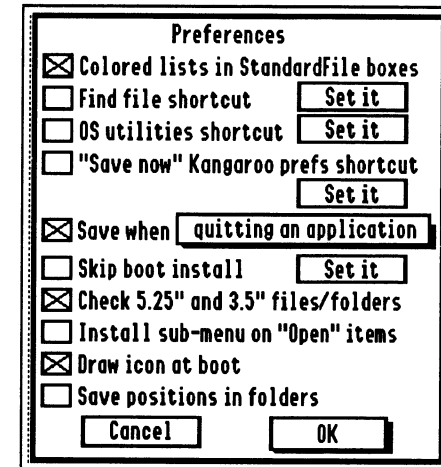 Preferences
Colored lists in StandardFile boxes
Find file shortcut Set it
OS utilities shortcut Set it
"Save now" Kangaroo prefs shortcut
Set it
Save when quitting an application
Skip boot install Set it
Check 5.25" and 3.5" files/folders
Install sub-menu on "Open" items
Draw icon at boot
Save positions in folders
Cancel OK